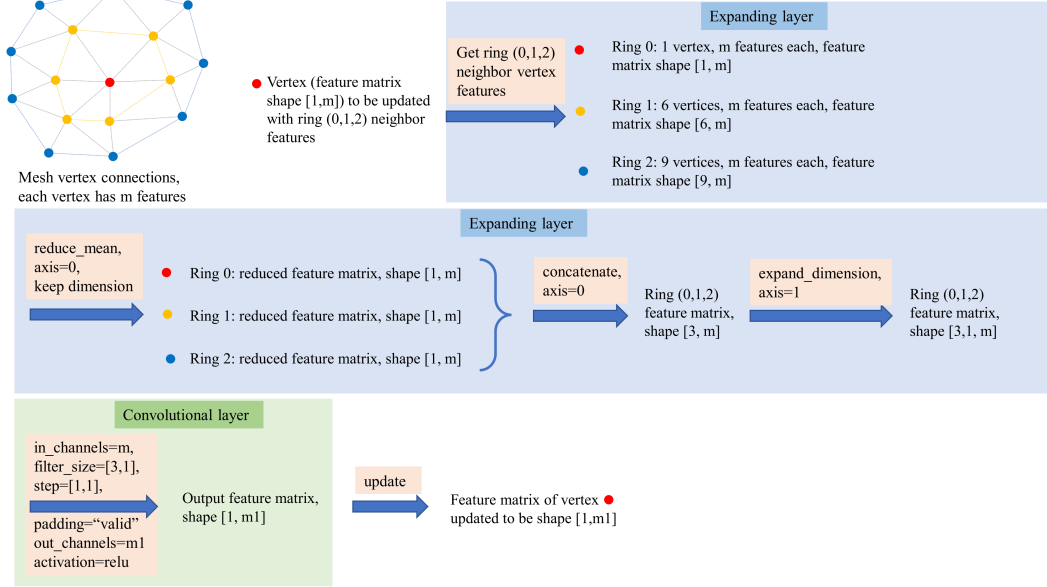 Mesh vertex connections,
each vertex has m features
Vertex (feature matrix
shape [1,m]) to be updated
with ring (0,1,2) neighbor
features
Expanding layer
Get ring (0,1,2)
neighbor vertex
features
Ring 0: 1 vertex, m features each, feature
matrix shape [1, m]
Ring 1: 6 vertices, m features each, feature
matrix shape [6, m]
Ring 2: 9 vertices, m features each, feature
matrix shape [9, m]
Expanding layer
reduce_mean,
axis=0,
keep dimension
Ring 0: reduced feature matrix, shape [1, m]
Ring 1: reduced feature matrix, shape [1, m]
Ring 2: reduced feature matrix, shape [1, m]
concatenate,
axis=0
Ring (0,1,2)
feature matrix,
shape [3, m]
expand_dimension,
axis=1
Ring (0,1,2)
feature matrix,
shape [3,1, m]
Convolutional layer
in_channels=m,
filter_size=[3,1],
step=[1,1],
padding=“valid”
out_channels=m1
activation=relu
Output feature matrix,
shape [1, m1]
update
Feature matrix of vertex
updated to be shape [1,m1]